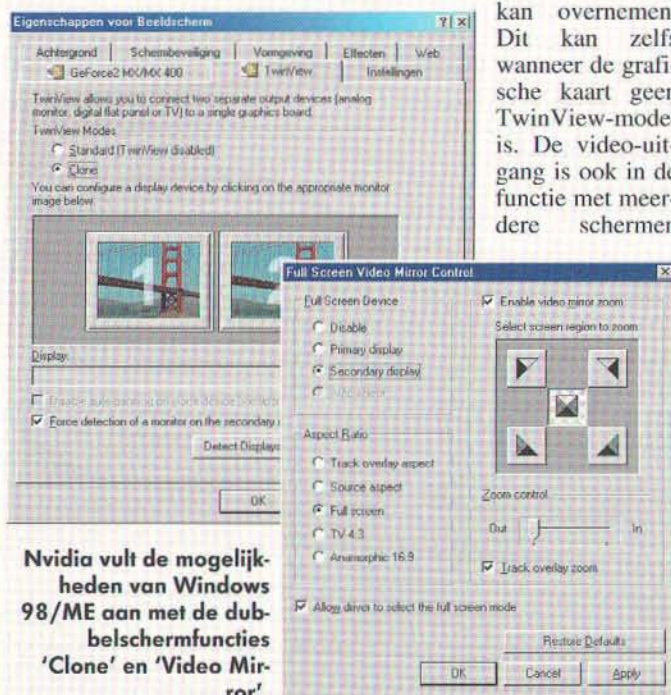 Eigenschappen voor Beeldscherm
Achtergrond Schermbeveiliging Vormgeving Effecten Web
GeForce2 MX/MX 400 TwinView Instellingen
TwinView allows you to connect two separate output devices (analog
monitor, digital flat panel or TV) to a single graphics board.
TwinView Modes
Standard (TwinView disabled)
Clone
You can configure a display device by clicking on the appropriate monitor
image below.
1 2
Display:
Force detection of a monitor on the secondary
Detect Displays
OK
kan overnemen
Dit kan zelfs
wanneer de grafi-
sche kaart geen
TwinView-model
is. De video-uit-
gang is ook in de
functie met meer-
dere schermen
Full Screen Video Mirror Control
Full Screen Device
Disable
Primary display
Secondary display
Aspect Ratio
Track overlay aspect
Source aspect
Full screen
TV 4:3
Anamorphic 16:9
Enable video mirror zoom
Select screen region to zoom
Zoom control
Out In
Track overlay zoom
Allow driver to select the full screen mode
Restore Defaults
OK Cancel Apply
Nvidia vult de mogelijk-
heden van Windows
98/ME aan met de dub-
belschermfuncties
'Clone' en 'Video Mir-
ror'.